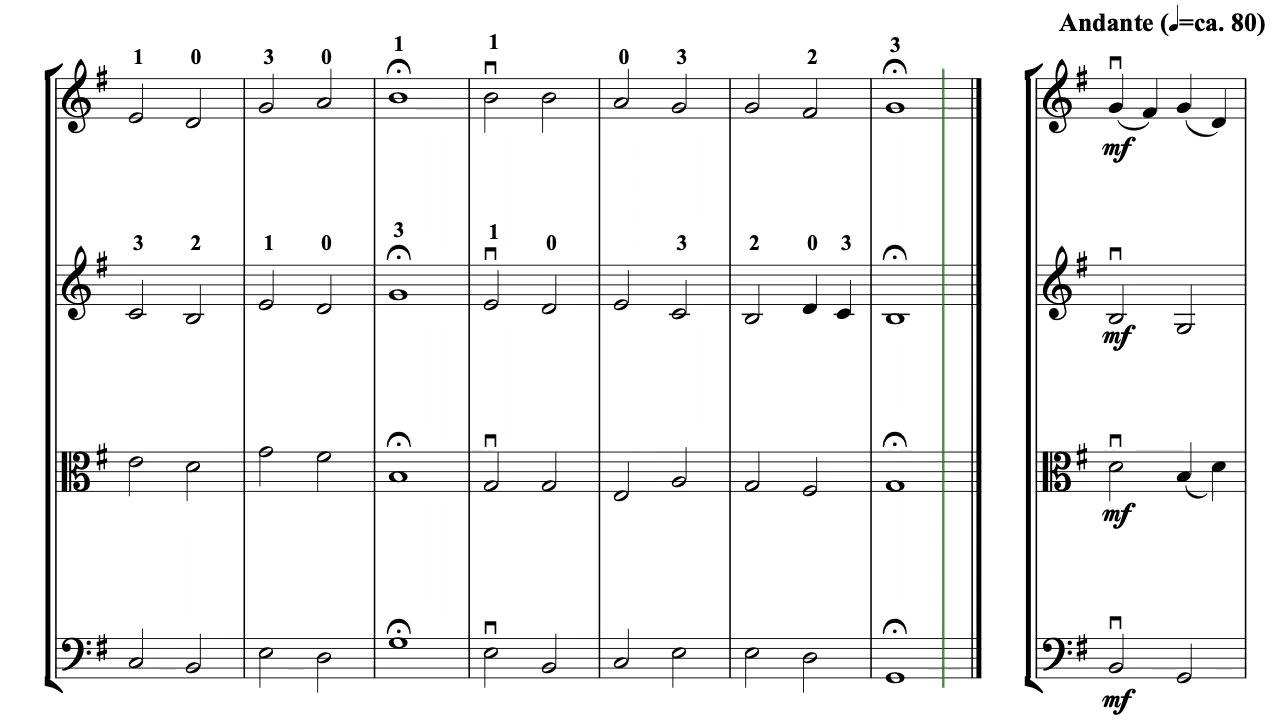 Andante (♩=ca. 80)
1 0 3 0 1 1 0 3 2 3
mf
3 2 1 0 3 1 0 3 2 0 3
mf
mf
mf